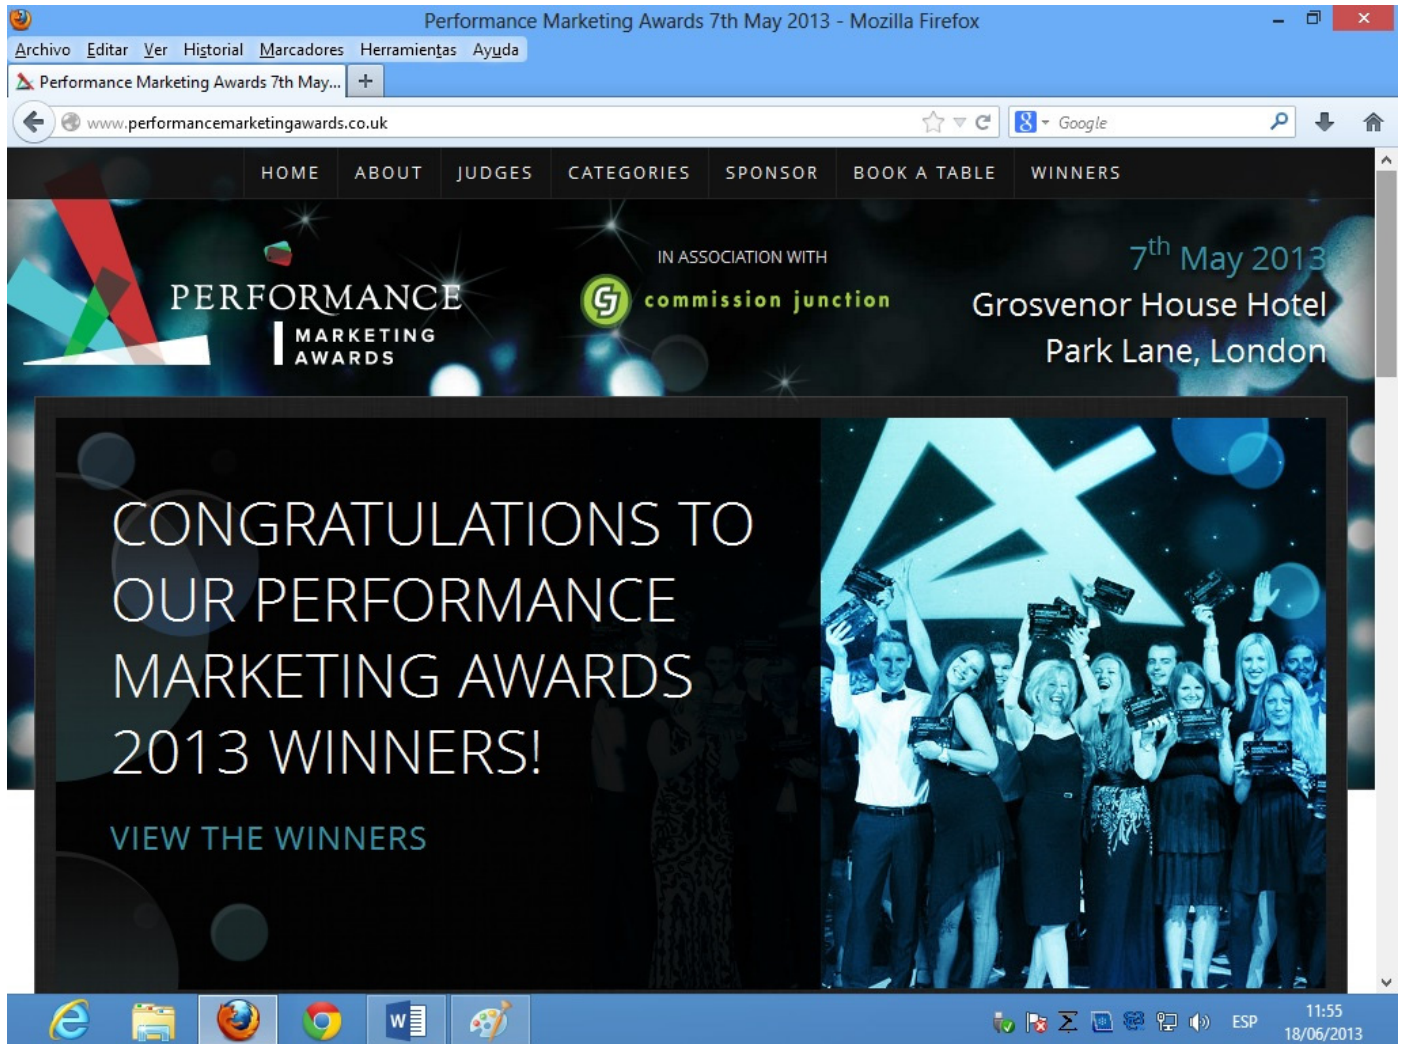 Performance Marketing Awards 7th May 2013 - Mozilla Firefox
Archivo Editar Ver Historial Marcadores Herramientas Ayuda
Performance Marketing Awards 7th May... +
www.performancemarketingawards.co.uk
Google
HOME ABOUT JUDGES CATEGORIES SPONSOR BOOK A TABLE WINNERS
PERFORMANCE
MARKETING
AWARDS
IN ASSOCIATION WITH
commission junction
7th May 2013
Grosvenor House Hotel
Park Lane, London
CONGRATULATIONS TO
OUR PERFORMANCE
MARKETING AWARDS
2013 WINNERS!
VIEW THE WINNERS
ESP
11:55
18/06/2013